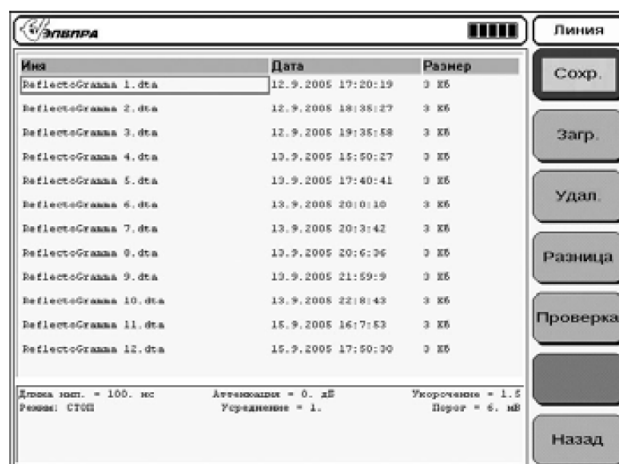 ЭЛВПРА
Линия
Имя Дата Размер
ReflectoGramma 1.dta 12.9.2005 17:20:19 3 Кб
ReflectoGramma 2.dta 12.9.2005 18:35:27 3 Кб
ReflectoGramma 3.dta 12.9.2005 19:35:58 3 Кб
ReflectoGramma 4.dta 13.9.2005 15:50:27 3 Кб
ReflectoGramma 5.dta 13.9.2005 17:40:41 3 Кб
ReflectoGramma 6.dta 13.9.2005 20:0:10 3 Кб
ReflectoGramma 7.dta 13.9.2005 20:3:42 3 Кб
ReflectoGramma 8.dta 13.9.2005 20:6:36 3 Кб
ReflectoGramma 9.dta 13.9.2005 21:59:9 3 Кб
ReflectoGramma 10.dta 13.9.2005 22:8:43 3 Кб
ReflectoGramma 11.dta 15.9.2005 16:7:53 3 Кб
ReflectoGramma 12.dta 15.9.2005 17:50:30 3 Кб
Длина имп. = 100. нс Аттенюация = 0. дБ Укорочение = 1.5
Режим: СТОП Усреднение = 1. Порог = 6. мВ
Сохр.
Загр.
Удал.
Разница
Проверка
Назад